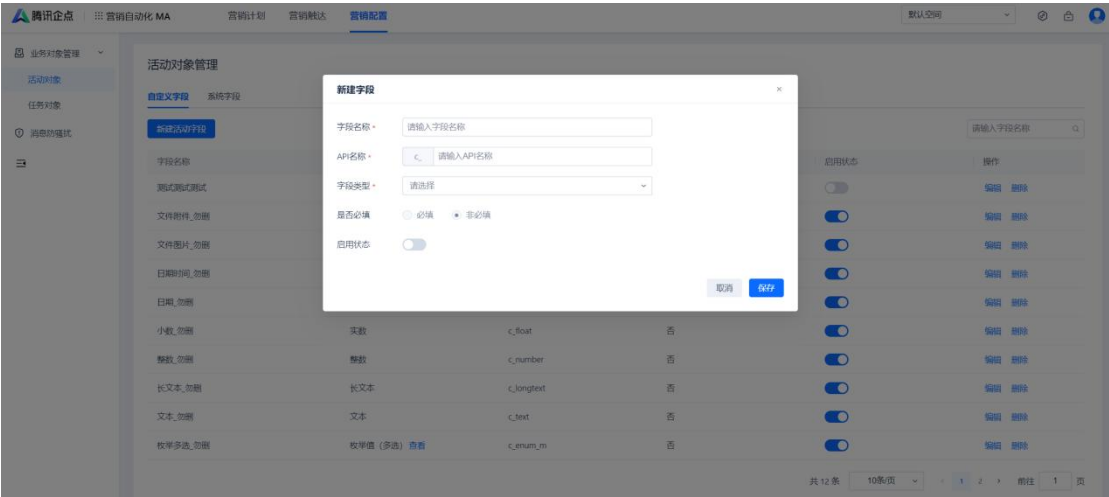 腾讯企点 营销自动化 MA 营销计划 营销触达 营销配置 默认空间
业务对象管理
活动对象
任务对象
消息防骚扰
活动对象管理
自定义字段 系统字段
新建活动字段 请输入字段名称
字段名称 启用状态 操作
测试测试测试 编辑 删除
文件附件_勿删 编辑 删除
文件图片_勿删 编辑 删除
日期时间_勿删 编辑 删除
日期_勿删 编辑 删除
小数_勿删 实数 c_float 否 编辑 删除
整数_勿删 整数 c_number 否 编辑 删除
长文本_勿删 长文本 c_longtext 否 编辑 删除
文本_勿删 文本 c_text 否 编辑 删除
枚举多选_勿删 枚举值（多选） 查看 c_enum_m 否 编辑 删除
共 12 条 10条/页 1 2 前往 1 页
新建字段
字段名称 * 请输入字段名称
API名称 * c_ 请输入API名称
字段类型 * 请选择
是否必填 必填 非必填
启用状态
取消 保存